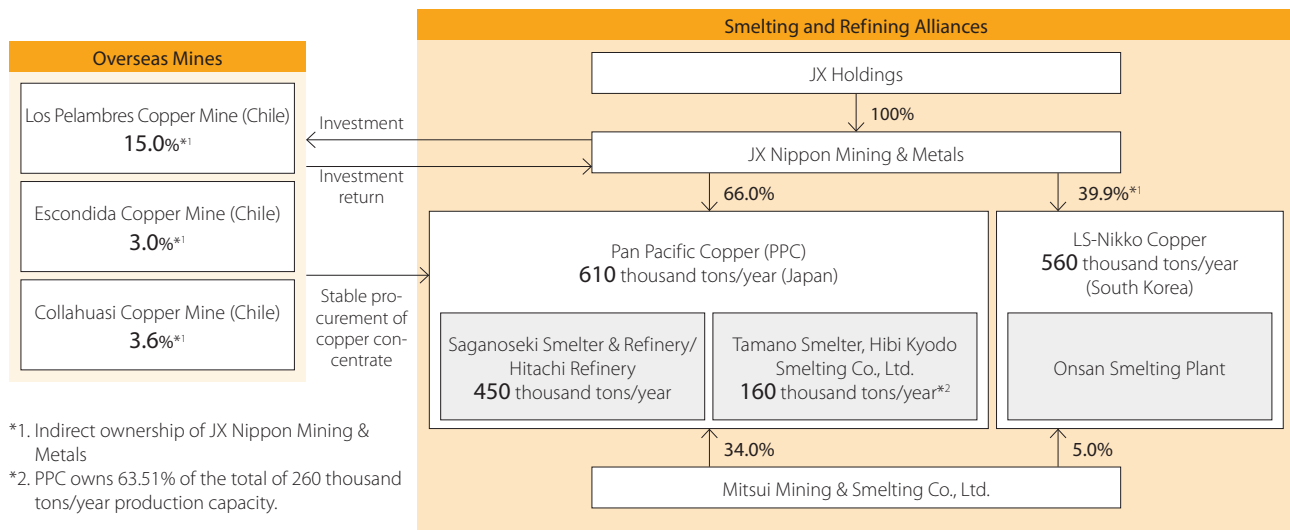 Overseas Mines
Los Pelambres Copper Mine (Chile)
15.0%*1
Escondida Copper Mine (Chile)
3.0%*1
Collahuasi Copper Mine (Chile)
3.6%*1
Investment
Investment
return
Stable pro-
curement of
copper con-
centrate
Smelting and Refining Alliances
JX Holdings
100%
JX Nippon Mining & Metals
66.0%
39.9%*1
Pan Pacific Copper (PPC)
610 thousand tons/year (Japan)
Saganoseki Smelter & Refinery/
Hitachi Refinery
450 thousand tons/year
Tamano Smelter, Hibi Kyodo
Smelting Co., Ltd.
160 thousand tons/year*2
LS-Nikko Copper
560 thousand tons/year
(South Korea)
Onsan Smelting Plant
34.0%
5.0%
Mitsui Mining & Smelting Co., Ltd.
*1. Indirect ownership of JX Nippon Mining &
Metals
*2. PPC owns 63.51% of the total of 260 thousand
tons/year production capacity.